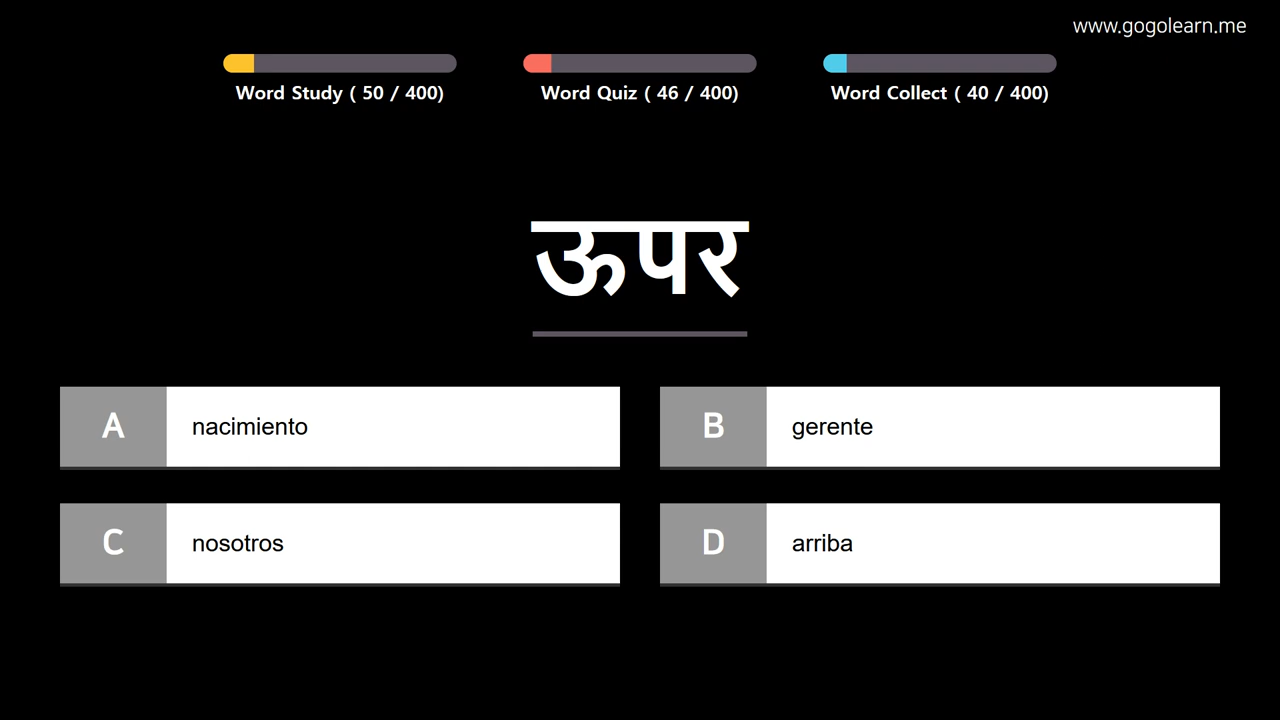 www.gogolearn.me
Word Study ( 50 / 400)
Word Quiz ( 46 / 400)
Word Collect ( 40 / 400)
ऊपर
A nacimiento
B gerente
C nosotros
D arriba